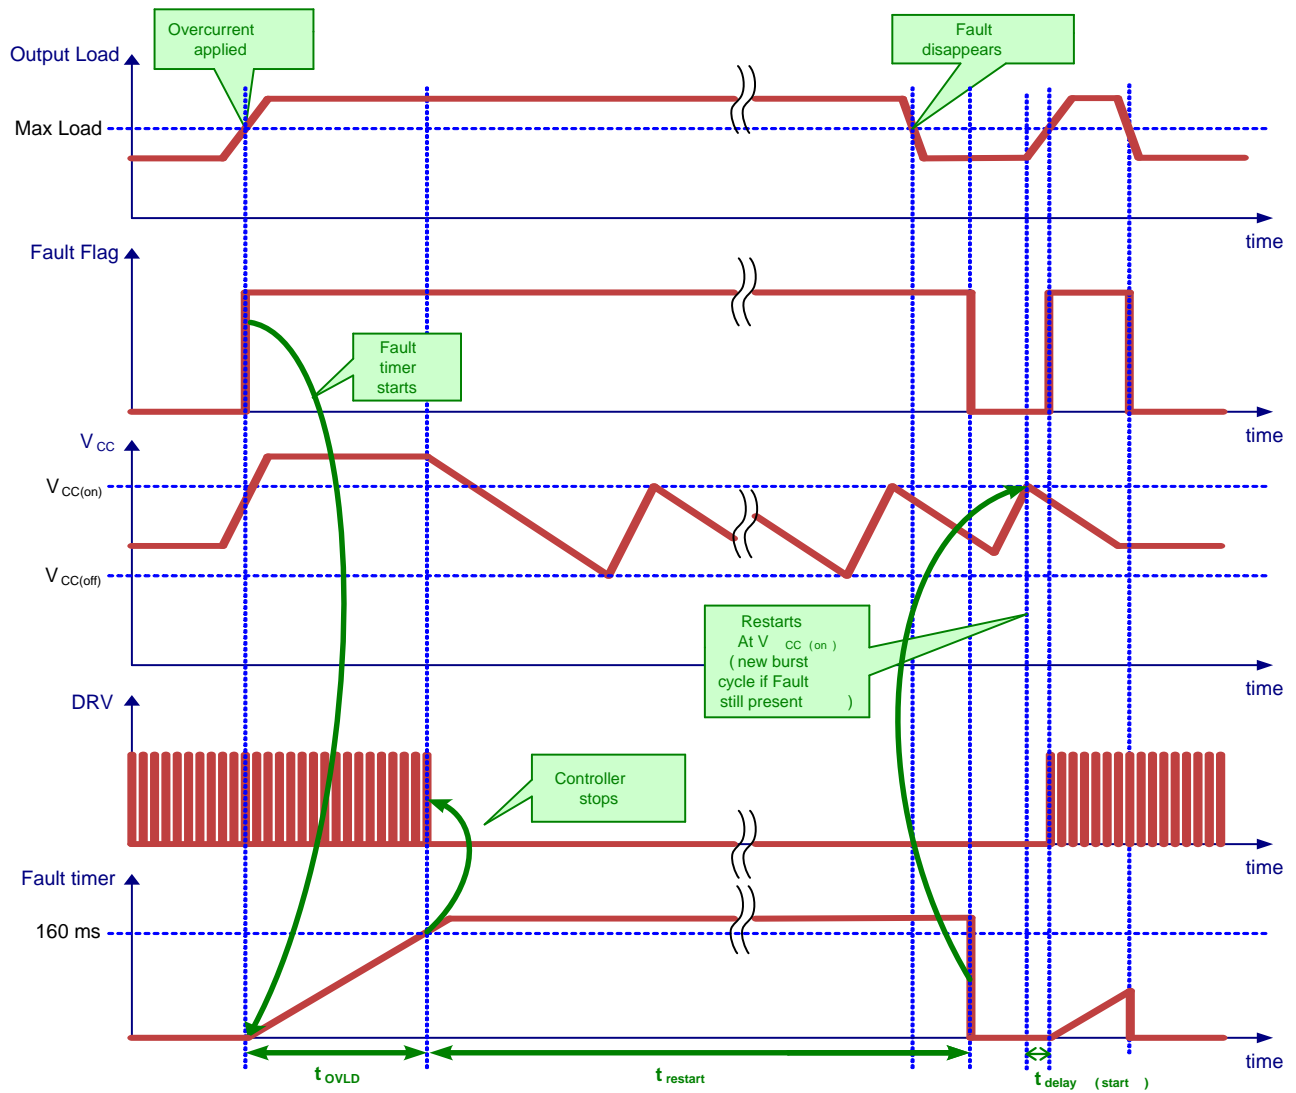 Overcurrent
applied
Fault
disappears
Output Load
Max Load
time
Fault Flag
Fault
timer
starts
time
V CC
V CC(on)
V CC(off)
Restarts
At V CC (on )
( new burst
cycle if Fault
still present )
time
DRV
Controller
stops
time
Fault timer
160 ms
time
t OVLD
t restart
t delay (start )